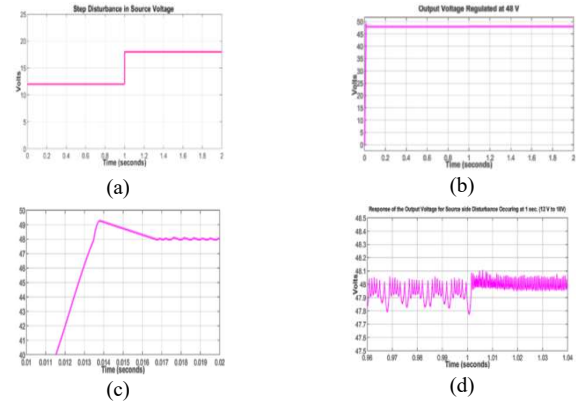 Step Disturbance in Source Voltage
25
20
15
10
5
0
Volts
0 0.2 0.4 0.6 0.8 1 1.2 1.4 1.6 1.8 2
Time (seconds)
(a)
Output Voltage Regulated at 48 V
50
45
40
35
30
25
20
15
10
5
0
Volts
0 0.2 0.4 0.6 0.8 1 1.2 1.4 1.6 1.8 2
Time (seconds)
(b)
50
49
48
47
46
45
44
43
42
41
40
0.01 0.011 0.012 0.013 0.014 0.015 0.016 0.017 0.018 0.019 0.02
Time (seconds)
(c)
Response of the Output Voltage for Source side Disturbance Occuring at 1 sec. (12 V to 18V)
48.5
48.4
48.3
48.2
48.1
48
47.9
47.8
47.7
47.6
47.5
Volts
0.96 0.97 0.98 0.99 1 1.01 1.02 1.03 1.04
Time (seconds)
(d)